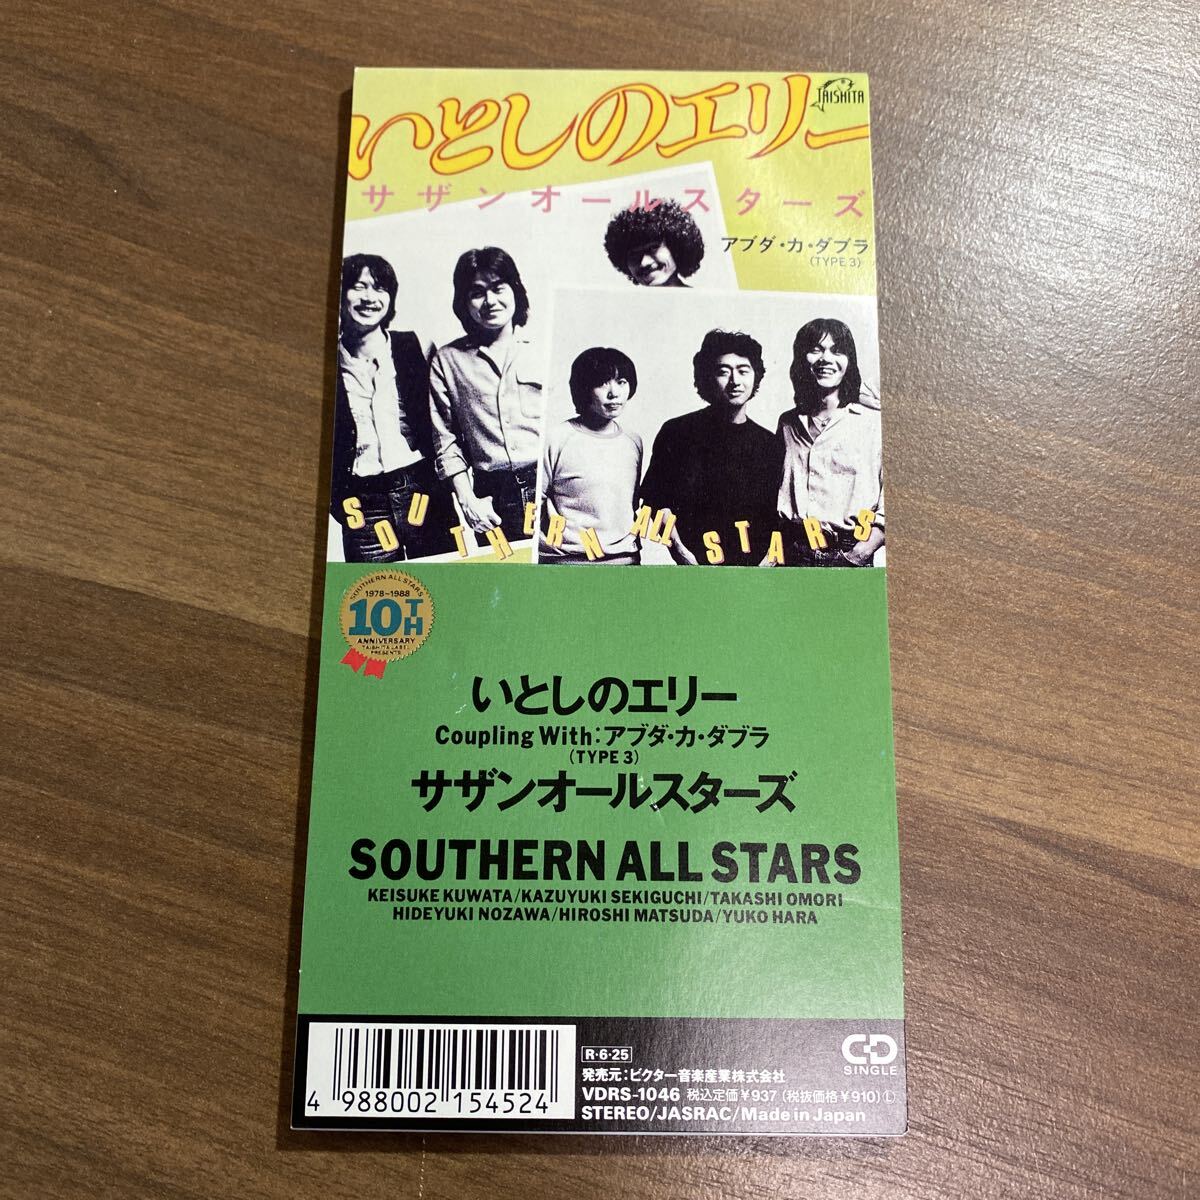 いとしのエリー
TAISHITA
サザンオールスターズ
アブダ・カ・ダブラ
(TYPE 3)
SOUTHERN ALL STARS
SOUTHERN ALL STARS
1978~1988
10TH
ANNIVERSARY
TAISHITA LABEL
PRESENTS
いとしのエリー
Coupling With:アブダ・カ・ダブラ
(TYPE 3)
サザンオールスターズ
SOUTHERN ALL STARS
KEISUKE KUWATA/KAZUYUKI SEKIGUCHI/TAKASHI OMORI
HIDEYUKI NOZAWA/HIROSHI MATSUDA/YUKO HARA
R・6・25
発売元:ビクター音楽産業株式会社
VDRS-1046 税込定価¥937(税抜価格¥910)Ⓛ
STEREO/JASRAC/Made in Japan
CD
SINGLE
4 988002 154524